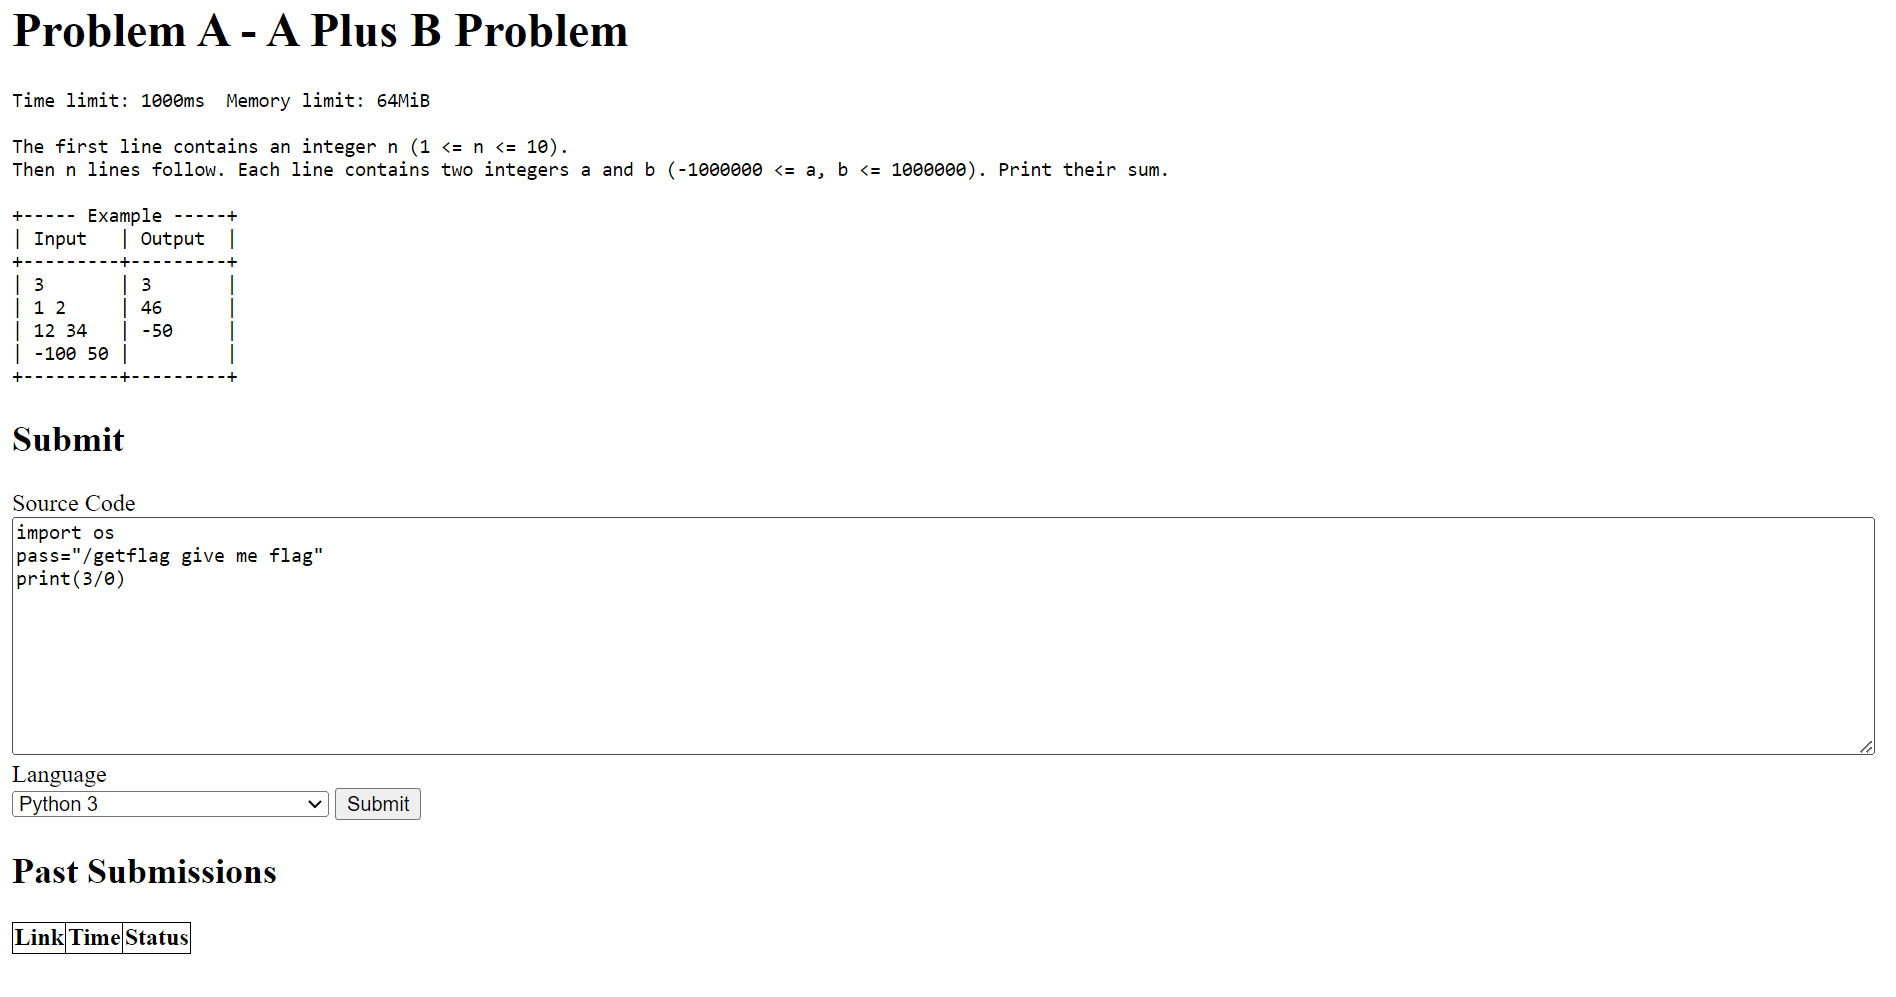 Problem A - A Plus B Problem
Time limit: 1000ms  Memory limit: 64MiB
The first line contains an integer n (1 <= n <= 10).
Then n lines follow. Each line contains two integers a and b (-1000000 <= a, b <= 1000000). Print their sum.
+----- Example -----+
| Input   | Output  |
+---------+---------+
| 3       | 3       |
| 1 2     | 46      |
| 12 34   | -50     |
| -100 50 |         |
+---------+---------+
Submit
Source Code
import os
pass="/getflag give me flag"
print(3/0)
Language
Python 3 Submit
Past Submissions
Link Time Status